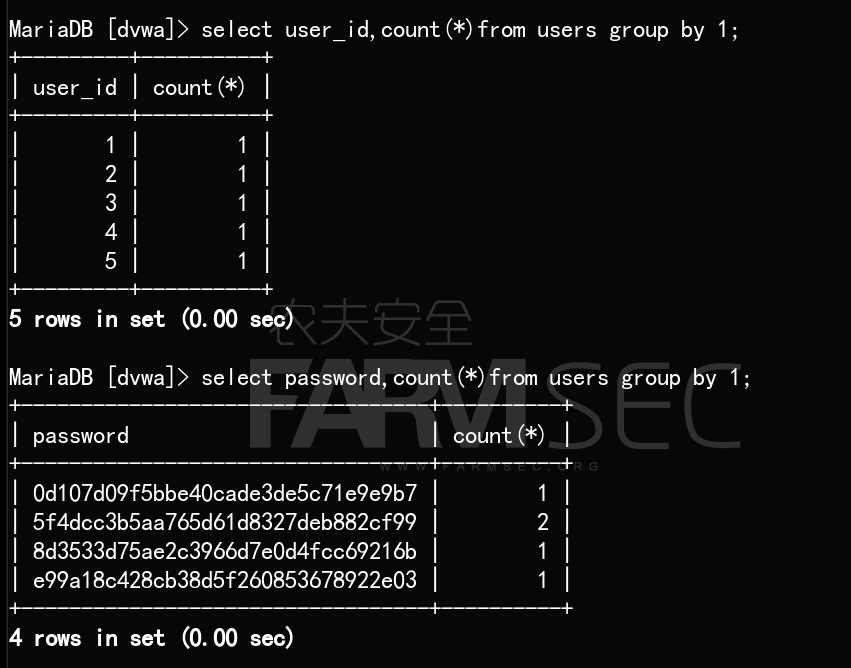 MariaDB [dvwa]> select user_id,count(*)from users group by 1;
+---------+----------+
| user_id | count(*) |
+---------+----------+
|       1 |        1 |
|       2 |        1 |
|       3 |        1 |
|       4 |        1 |
|       5 |        1 |
+---------+----------+
5 rows in set (0.00 sec)
农夫安全
FARMSEC
MariaDB [dvwa]> select password,count(*)from users group by 1;
+----------------------------------+----------+
| password                         | count(*) |
+----------------------------------+----------+
WWW.FARMSEC.ORG
| 0d107d09f5bbe40cade3de5c71e9e9b7 |        1 |
| 5f4dcc3b5aa765d61d8327deb882cf99 |        2 |
| 8d3533d75ae2c3966d7e0d4fcc69216b |        1 |
| e99a18c428cb38d5f260853678922e03 |        1 |
+----------------------------------+----------+
4 rows in set (0.00 sec)